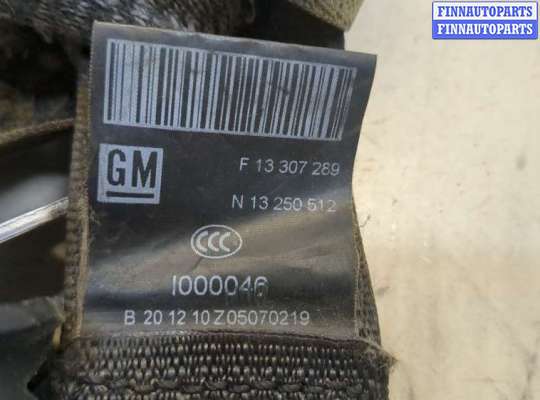 FINNAUTOPARTS
FINNAUTOPARTS
GM
F 13 307 289
N 13 250 512
CCC
I000046
B 20 12 10 Z05070219